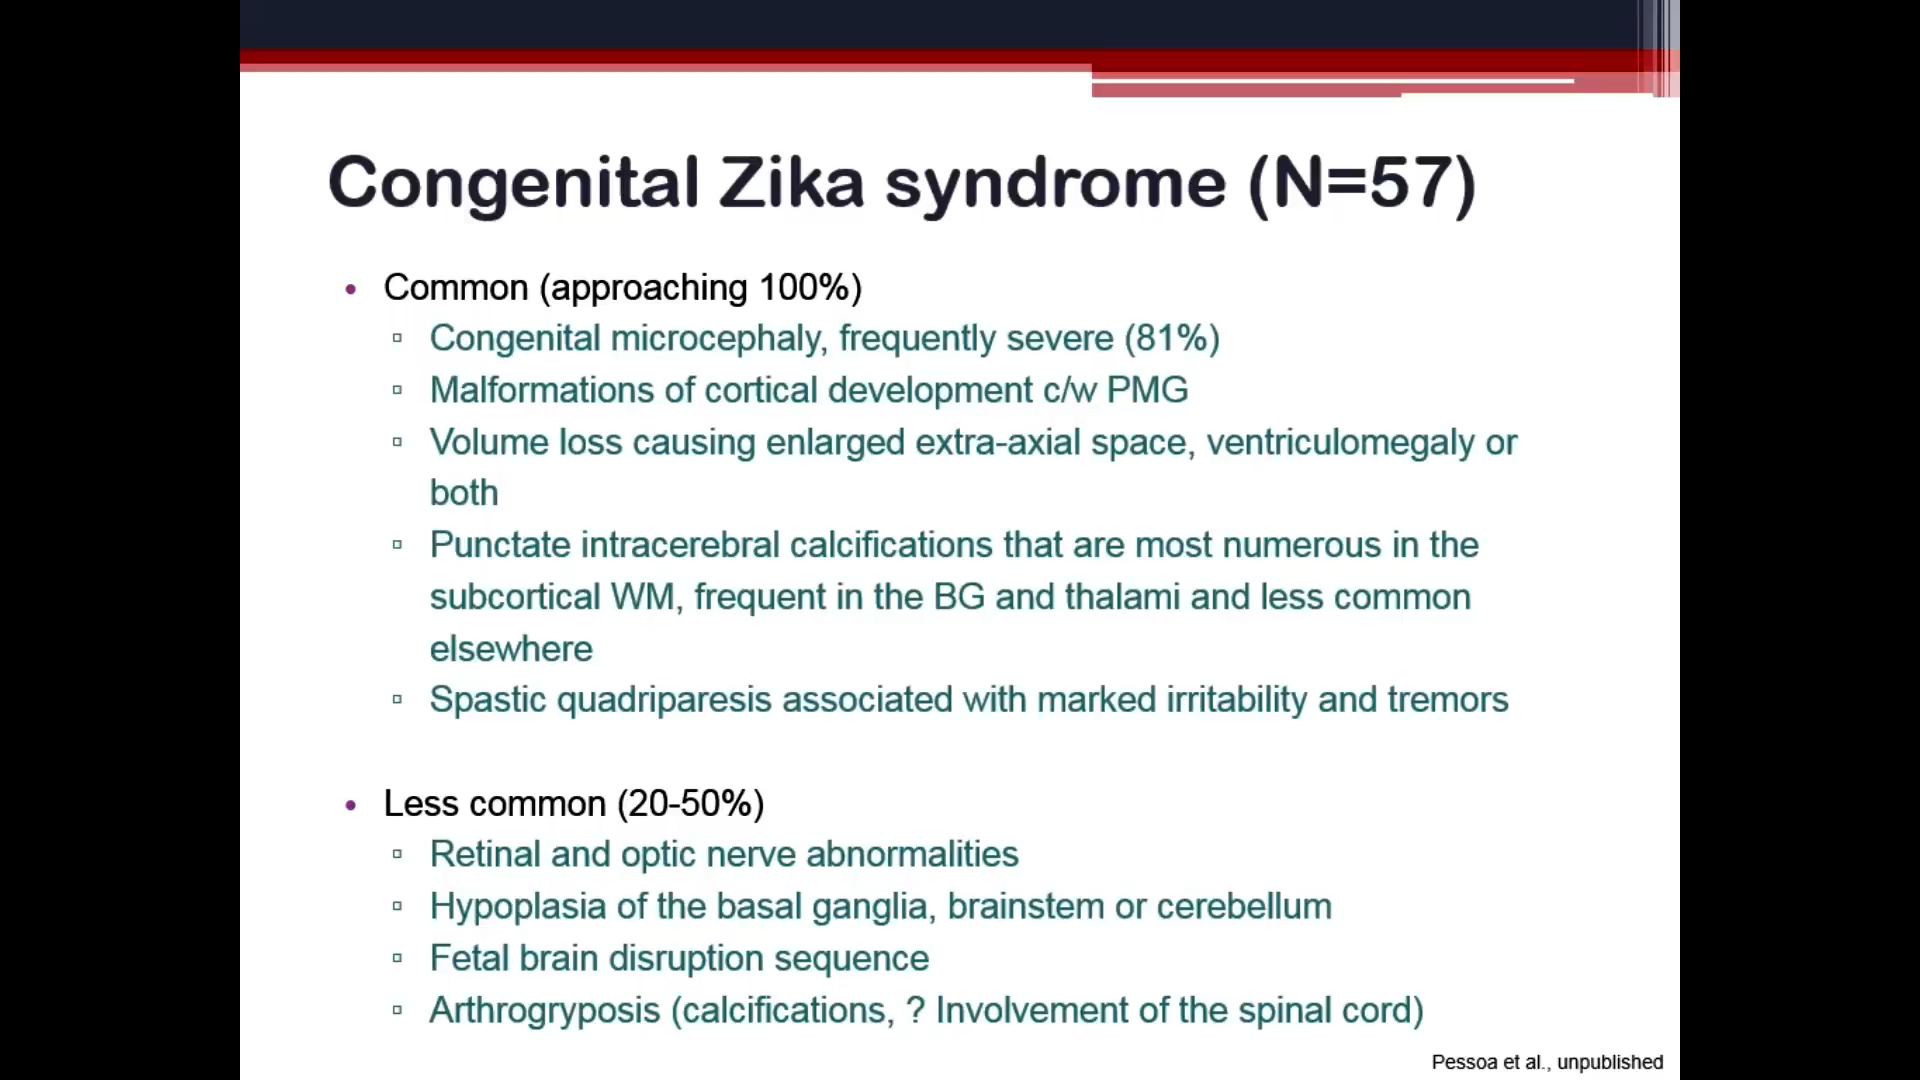 Congenital Zika syndrome (N=57)
• Common (approaching 100%)
▫ Congenital microcephaly, frequently severe (81%)
▫ Malformations of cortical development c/w PMG
▫ Volume loss causing enlarged extra-axial space, ventriculomegaly or
both
▫ Punctate intracerebral calcifications that are most numerous in the
subcortical WM, frequent in the BG and thalami and less common
elsewhere
▫ Spastic quadriparesis associated with marked irritability and tremors
• Less common (20-50%)
▫ Retinal and optic nerve abnormalities
▫ Hypoplasia of the basal ganglia, brainstem or cerebellum
▫ Fetal brain disruption sequence
▫ Arthrogryposis (calcifications, ? Involvement of the spinal cord)
Pessoa et al., unpublished